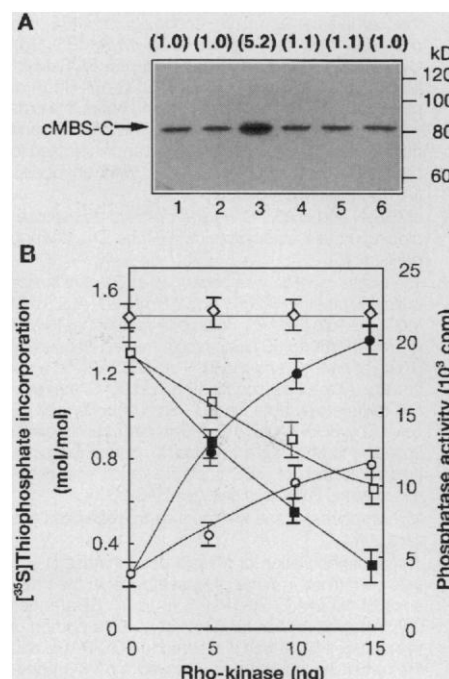 A
(1.0) (1.0) (5.2) (1.1) (1.1) (1.0)
kD
120
100
80
60
cMBS-C
1 2 3 4 5 6
B
1.6
1.2
0.8
0.4
0
25
20
15
10
5
0
[³⁵S]Thiophosphate incorporation
(mol/mol)
Phosphatase activity (10³ cpm)
0 5 10 15
Rho-kinase (ng)